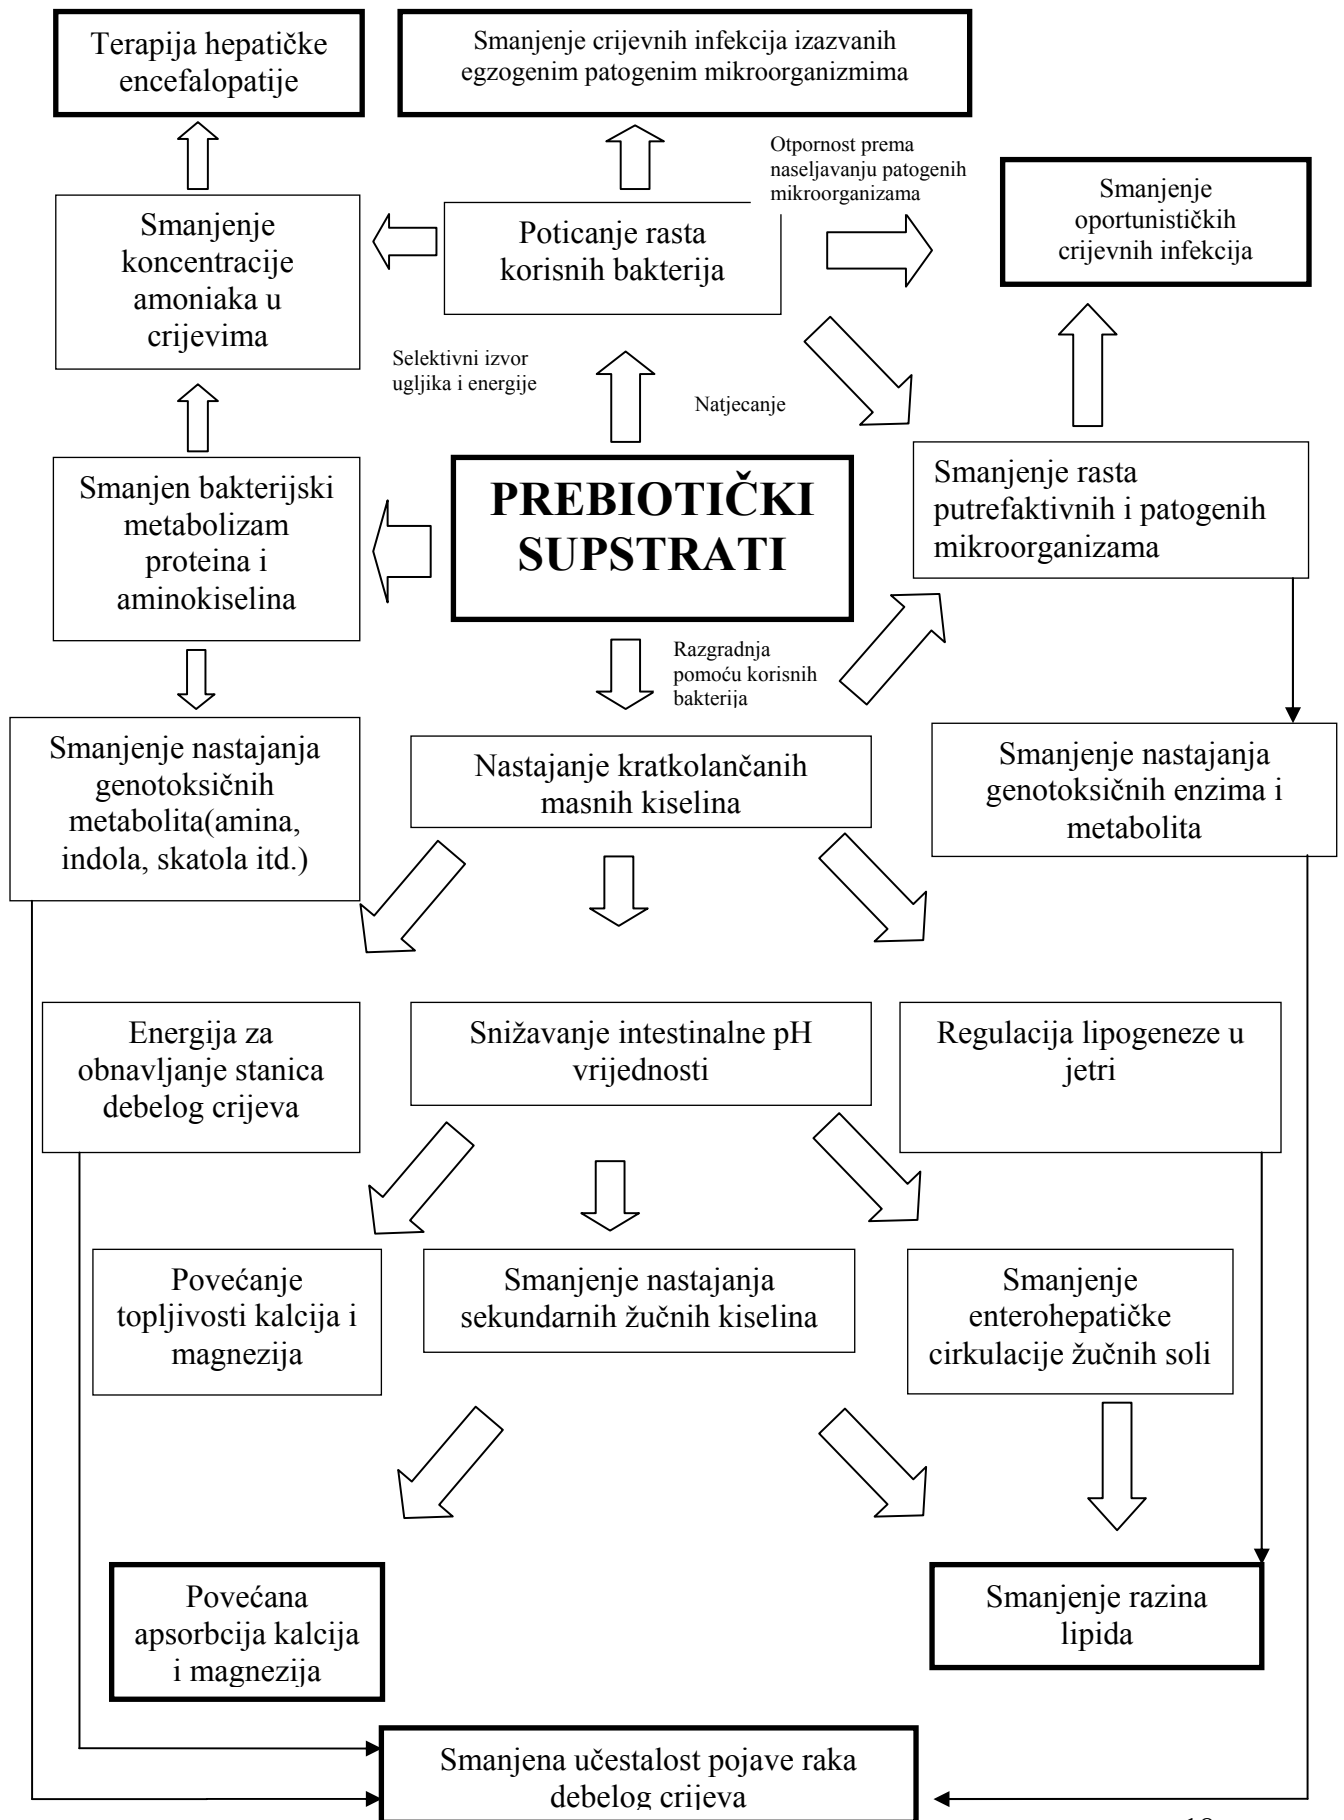 Terapija hepatičke
encefalopatije
Smanjenje crijevnih infekcija izazvanih
egzogenim patogenim mikroorganizmima
Otpornost prema
naseljavanju patogenih
mikroorganizama
Smanjenje
oportunističkih
crijevnih infekcija
Smanjenje
koncentracije
amoniaka u
crijevima
Poticanje rasta
korisnih bakterija
Selektivni izvor
ugljika i energije
Natjecanje
Smanjen bakterijski
metabolizam
proteina i
aminokiselina
PREBIOTIČKI
SUPSTRATI
Smanjenje rasta
putrefaktivnih i patogenih
mikroorganizama
Razgradnja
pomoću korisnih
bakterija
Smanjenje nastajanja
genotoksičnih
metabolita(amina,
indola, skatola itd.)
Nastajanje kratkolančanih
masnih kiselina
Smanjenje nastajanja
genotoksičnih enzima i
metabolita
Energija za
obnavljanje stanica
debelog crijeva
Snižavanje intestinalne pH
vrijednosti
Regulacija lipogeneze u
jetri
Povećanje
topljivosti kalcija i
magnezija
Smanjenje nastajanja
sekundarnih žučnih kiselina
Smanjenje
enterohepatičke
cirkulacije žučnih soli
Povećana
apsorbcija kalcija
i magnezija
Smanjenje razina
lipida
Smanjena učestalost pojave raka
debelog crijeva